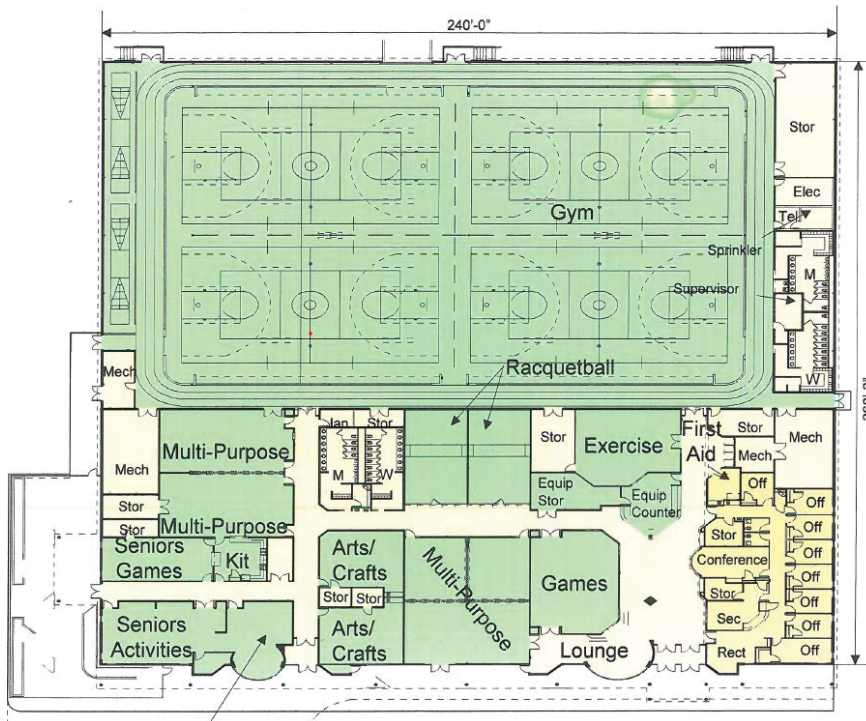 240'-0"
Stor
Elec
Gym
Tel.
Sprinkler
M
Supervisor
Racquetball
W
Mech
First
Aid
Stor
Mech
Multi-Purpose
Jan
Stor
Stor
Exercise
Mech
Mech
M
W
Off
Stor
Equip
Stor
Equip
Counter
Off
Stor
Multi-Purpose
Stor
Off
Seniors
Games
Kit
Arts/
Crafts
Multi-Purpose
Games
Conference
Off
Stor
Stor
Stor
Off
Seniors
Activities
Arts/
Crafts
Sec
Off
Lounge
Rect
Off
Off